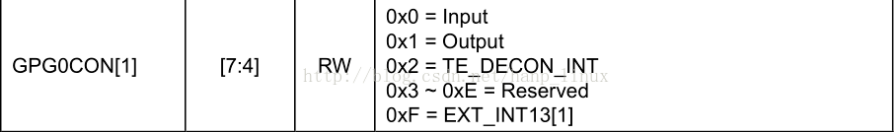 GPG0CON[1] [7:4] RW 0x0 = Input
0x1 = Output
0x2 = TE_DECON_INT
0x3 ~ 0xE = Reserved
0xF = EXT_INT13[1]